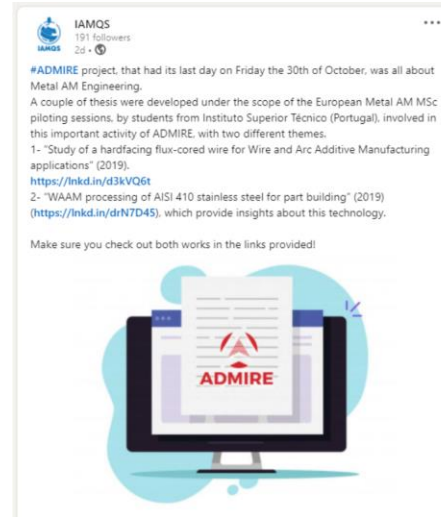 IAMQS
191 followers
2d •
IAMQS
#ADMIRE project, that had its last day on Friday the 30th of October, was all about
Metal AM Engineering.
A couple of thesis were developed under the scope of the European Metal AM MSc
piloting sessions, by students from Instituto Superior Técnico (Portugal), involved in
this important activity of ADMIRE, with two different themes.
1- "Study of a hardfacing flux-cored wire for Wire and Arc Additive Manufacturing
applications" (2019).
https://lnkd.in/d3kVQ6t
2- "WAAM processing of AISI 410 stainless steel for part building" (2019)
(https://lnkd.in/drN7D45), which provide insights about this technology.
Make sure you check out both works in the links provided!
ADMIRE